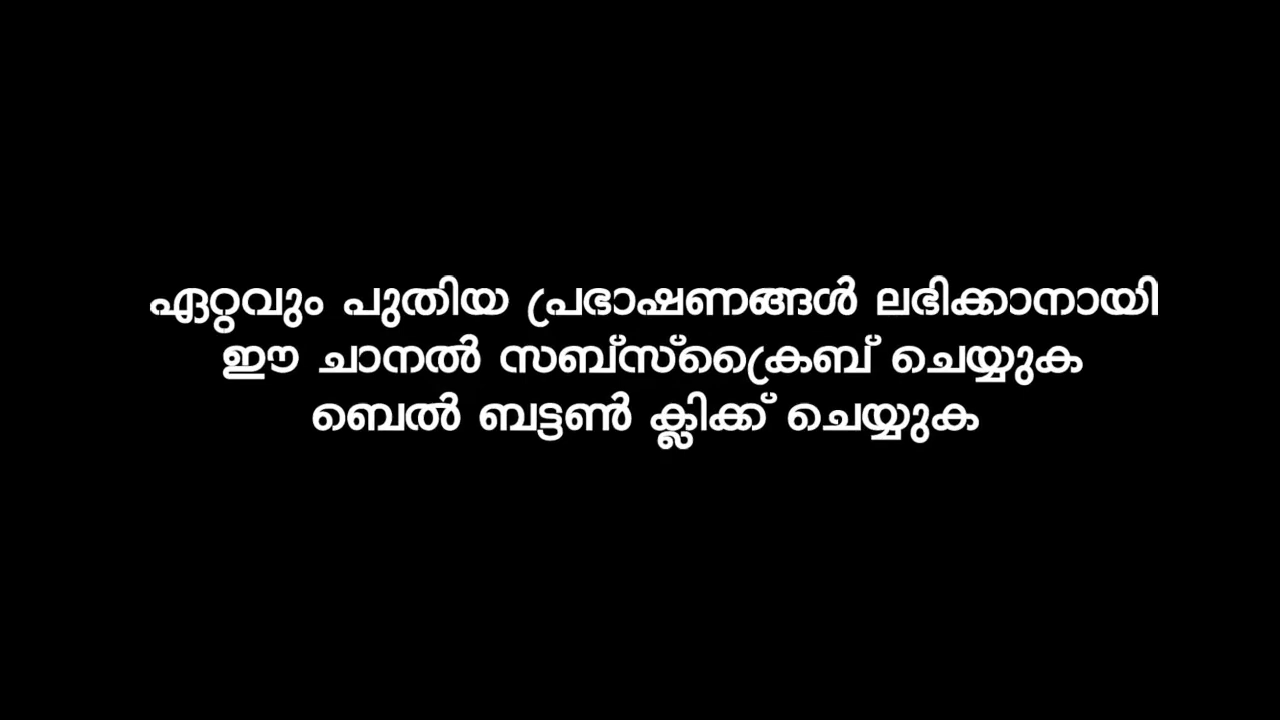 ഏറ്റവും പുതിയ പ്രഭാഷണങ്ങൾ ലഭിക്കാനായി
ഈ ചാനൽ സബ്സ്ക്രൈബ് ചെയ്യുക
ബെൽ ബട്ടൺ ക്ലിക്ക് ചെയ്യുക